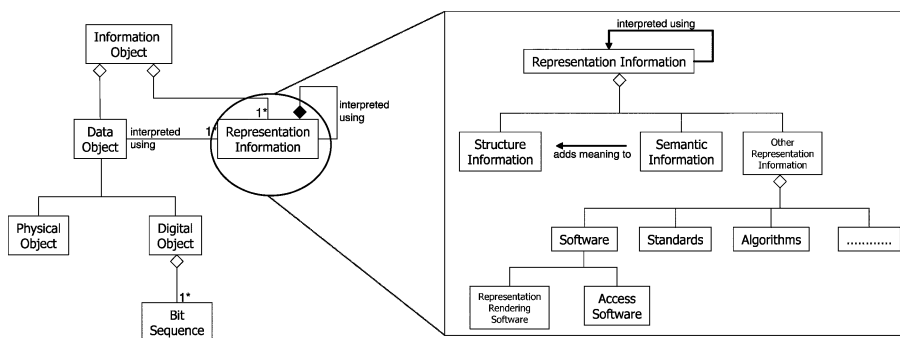 Information
Object
1*
interpreted
using
Data
Object
interpreted
using
1*
Representation
Information
Physical
Object
Digital
Object
1*
Bit
Sequence
interpreted using
Representation Information
Structure
Information
adds meaning to
Semantic
Information
Other
Representation
Information
Software
Standards
Algorithms
............
Representation
Rendering
Software
Access
Software